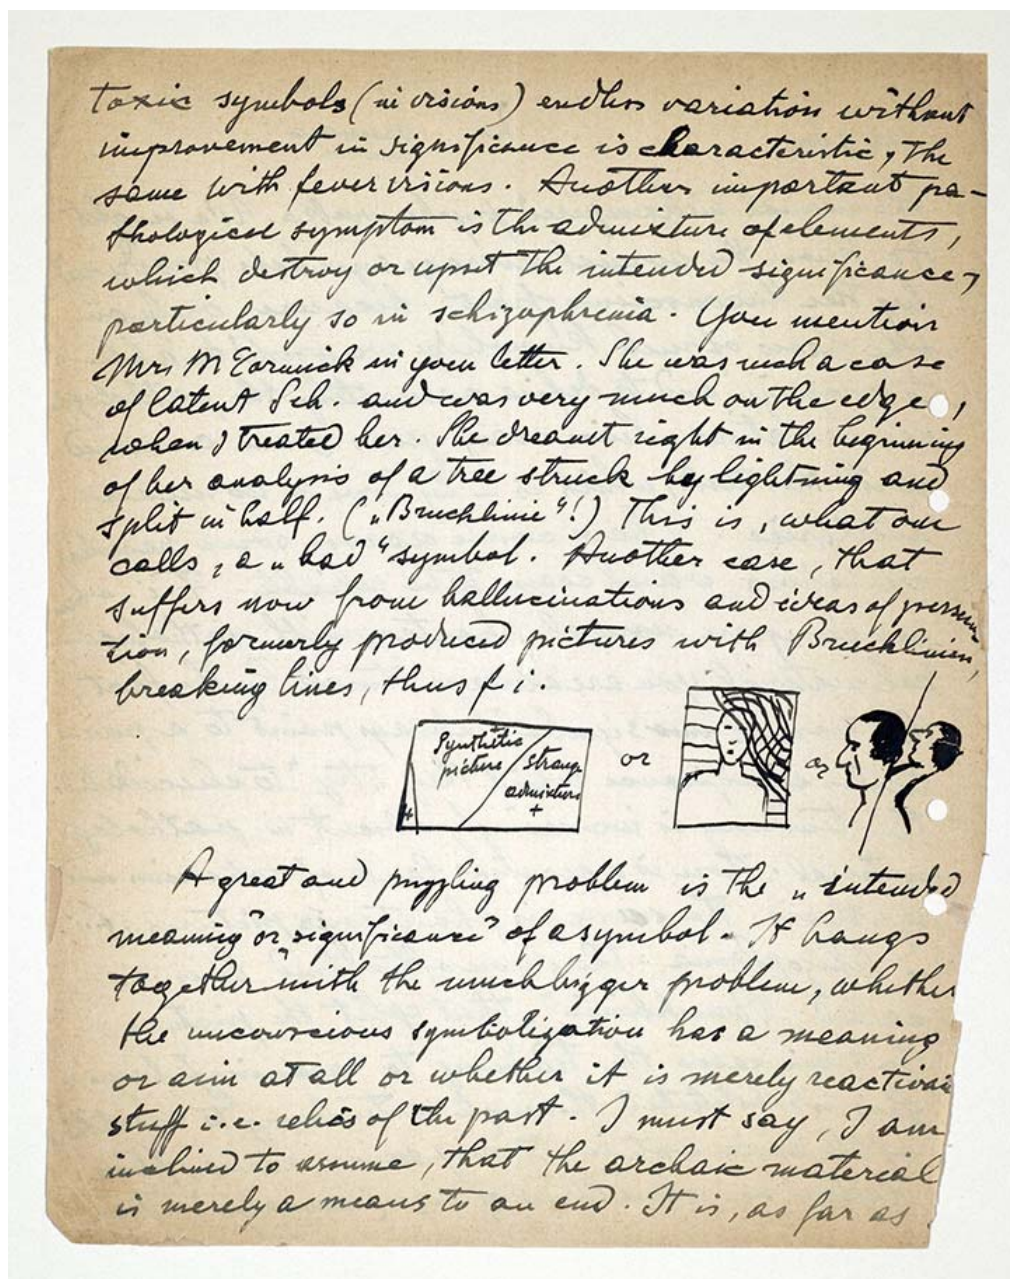 Toxic symbols (in visions) endless variation without
improvement in significance is characteristic, The
same with fevervisions. Another important pa-
thological symptom is the admixture of elements,
which destroy or upset the intended significance,
particularly so in schizophrenia. You mention
Mrs McCormick in your letter. She was such a case
of latent Sch. and was very much on the edge,
when I treated her. She dreamt right in the beginning
of her analysis of a tree struck by lightning and
split in half. („Bruchlinie"!) This is, what one
calls, a „bad" symbol. Another case, that
suffers now from hallucinations and ideas of persecu-
tion, formerly produced pictures with Bruchlinien,
breaking lines, thus f i.
Synthetic
picture
strange
admixture
+
+
or
or
A great and puzzling problem is the „intended
meaning" or „significance" of a symbol. It hangs
together with the much bigger problem, whether
the unconscious symbolization has a meaning
or aim at all or whether it is merely reactive
stuff i.e. relics of the past. I must say, I am
inclined to assume, that the archaic material
is merely a means to an end. It is, as far as